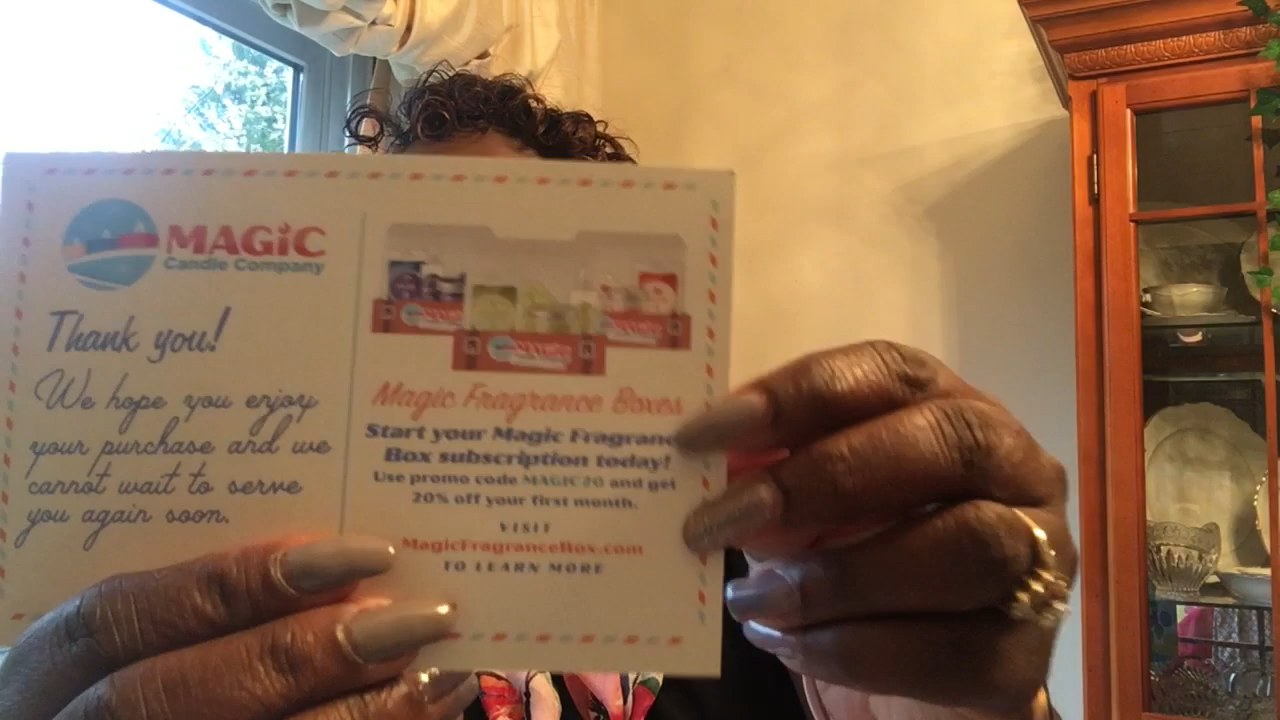 MAGiC
Candle Company
Thank you!
We hope you enjoy
your purchase and we
cannot wait to serve
you again soon.
Magic Fragrance Boxes
Start your Magic Fragranc
Box subscription today!
Use promo code MAGIC20 and get
20% off your first month.
VISIT
MagicFragranceBox.com
TO LEARN MORE